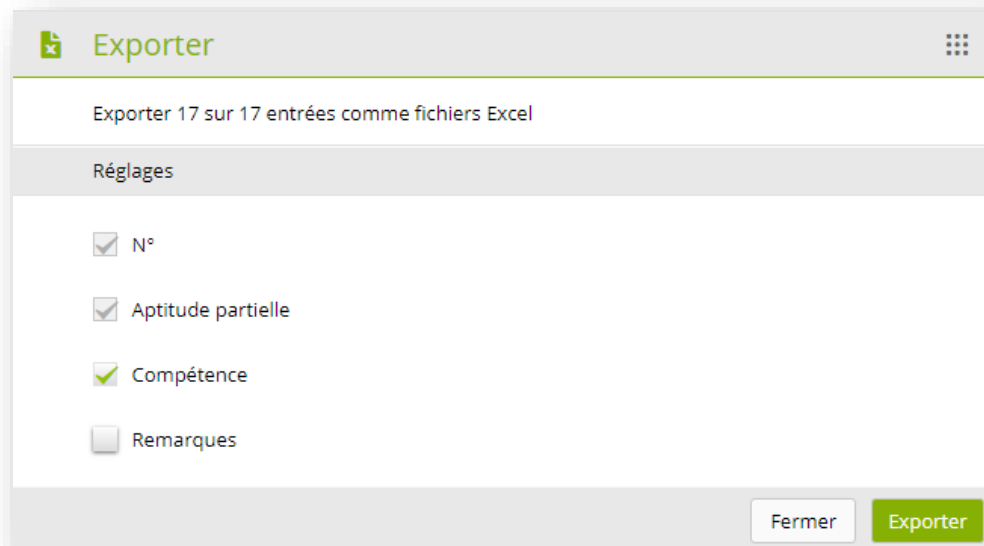 Exporter
Exporter 17 sur 17 entrées comme fichiers Excel
Réglages
N°
Aptitude partielle
Compétence
Remarques
Fermer
Exporter